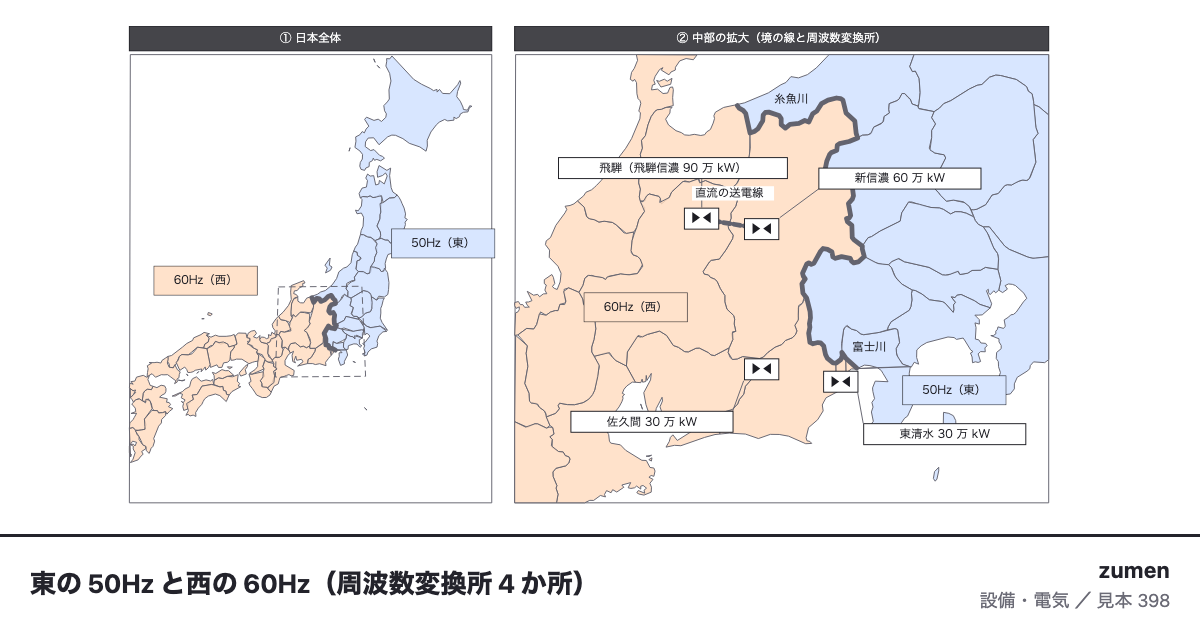 ① 日本全体
② 中部の拡大（境の線と周波数変換所）
50Hz（東）
60Hz（西）
糸魚川
飛騨（飛騨信濃 90 万 kW）
新信濃 60 万 kW
直流の送電線
60Hz（西）
富士川
50Hz（東）
佐久間 30 万 kW
東清水 30 万 kW
東の 50Hz と西の 60Hz（周波数変換所 4 か所）
zumen
設備・電気 ／ 見本 398